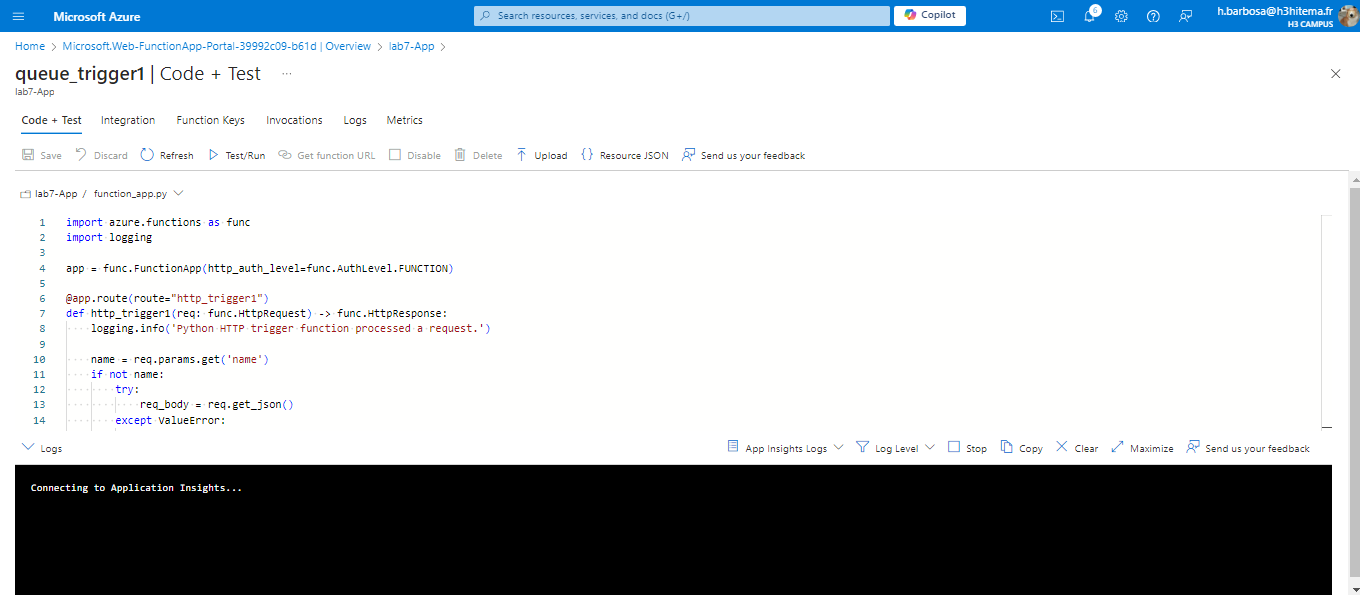 Microsoft Azure
Search resources, services, and docs (G+/)
Copilot
6
h.barbosa@h3hitema.fr
H3 CAMPUS
Home > Microsoft.Web-FunctionApp-Portal-39992c09-b61d | Overview > lab7-App >
queue_trigger1 | Code + Test ...
lab7-App
Code + Test Integration Function Keys Invocations Logs Metrics
Save Discard Refresh Test/Run Get function URL Disable Delete Upload Resource JSON Send us your feedback
lab7-App / function_app.py
1 import azure.functions as func
2 import logging
3
4 app = func.FunctionApp(http_auth_level=func.AuthLevel.FUNCTION)
5
6 @app.route(route="http_trigger1")
7 def http_trigger1(req: func.HttpRequest) -> func.HttpResponse:
8     logging.info('Python HTTP trigger function processed a request.')
9
10     name = req.params.get('name')
11     if not name:
12         try:
13             req_body = req.get_json()
14         except ValueError:
Logs App Insights Logs Log Level Stop Copy Clear Maximize Send us your feedback
Connecting to Application Insights...